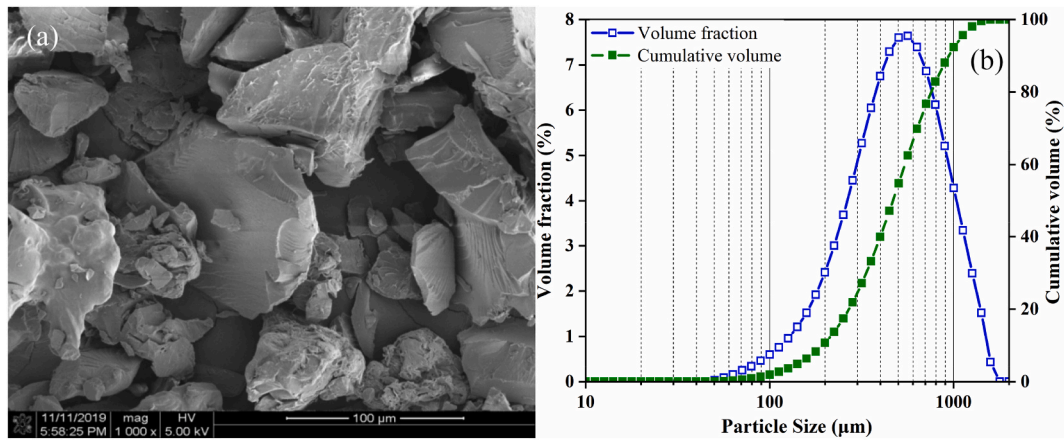 (a)
11/11/2019
5:58:25 PM
mag
1 000 x
HV
5.00 kV
100 µm
(b)
Volume fraction
Cumulative volume
Volume fraction (%)
8
7
6
5
4
3
2
1
0
Cumulative volume (%)
100
80
60
40
20
0
10
100
1000
Particle Size (µm)